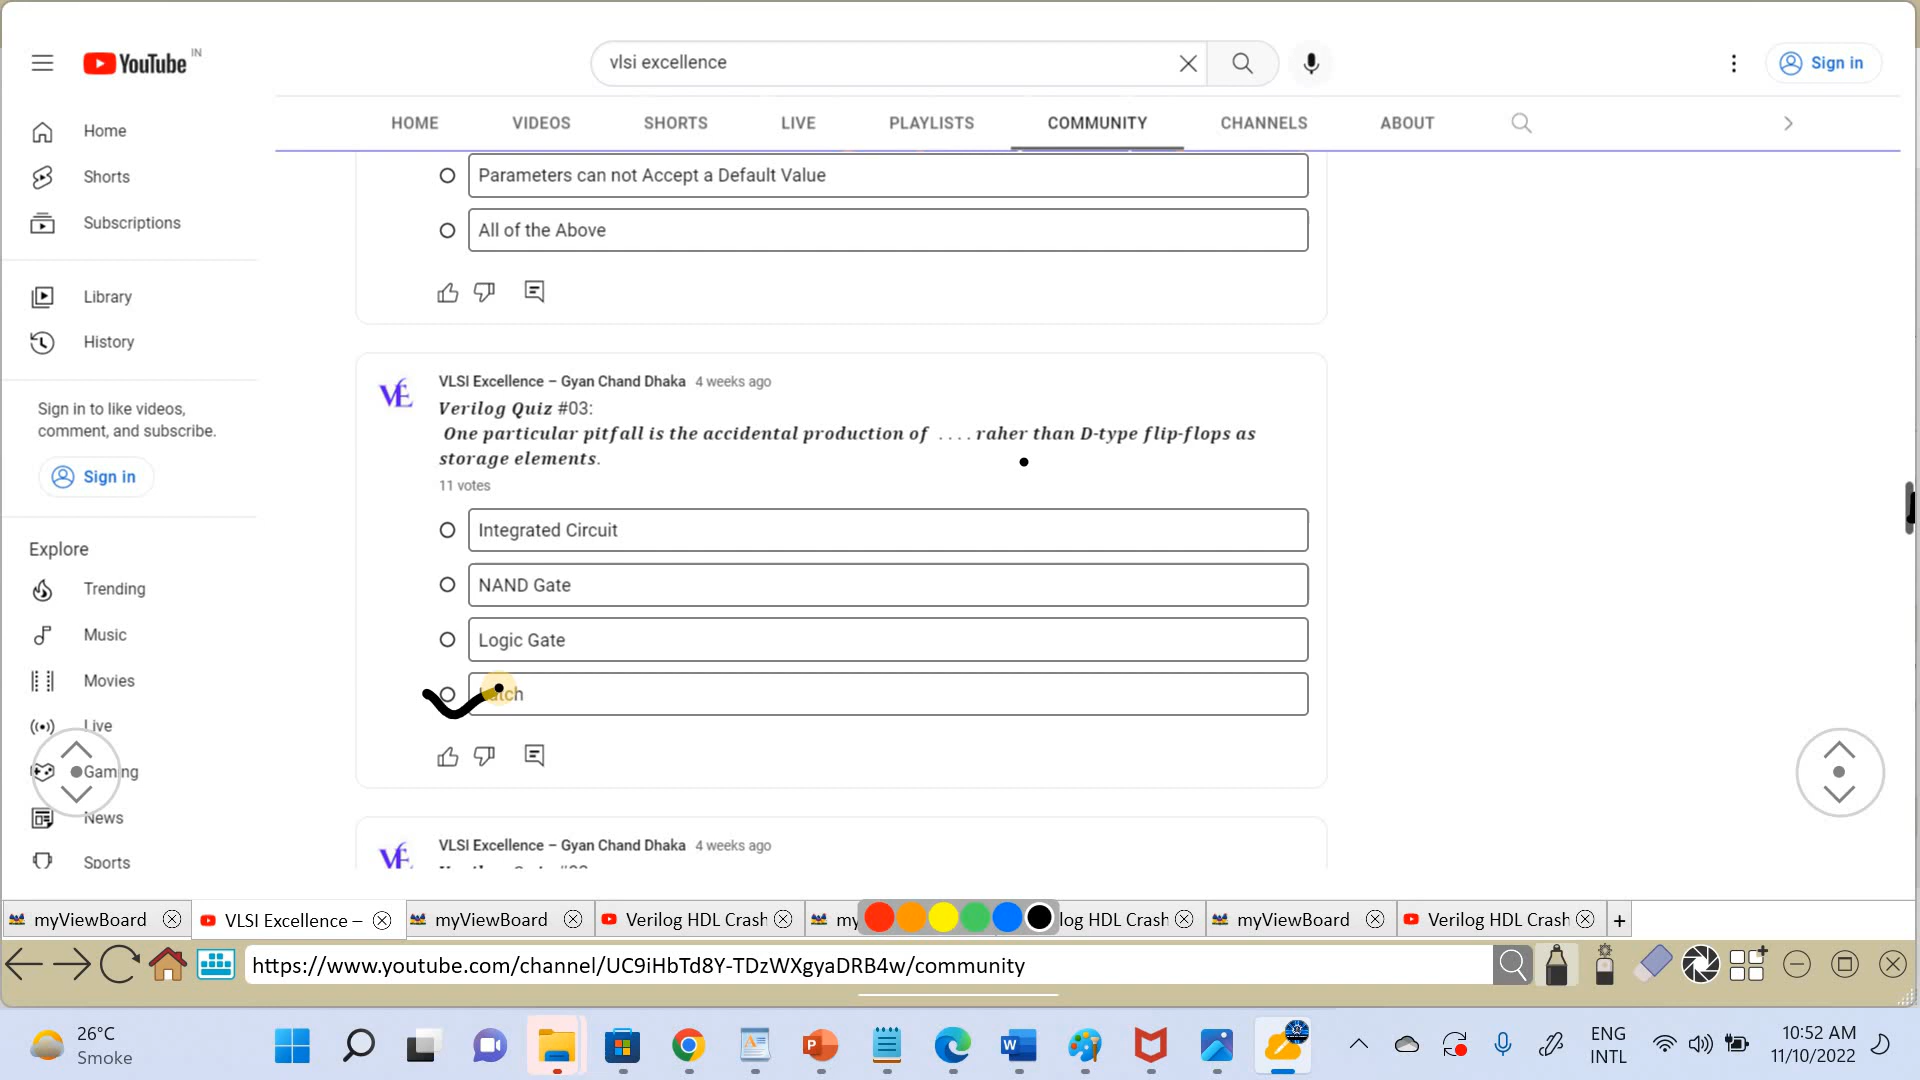 YouTube IN
vlsi excellence
Sign in
HOME VIDEOS SHORTS LIVE PLAYLISTS COMMUNITY CHANNELS ABOUT
Home
Shorts
Subscriptions
Library
History
Sign in to like videos,
comment, and subscribe.
Sign in
Explore
Trending
Music
Movies
Live
Gaming
News
Sports
Parameters can not Accept a Default Value
All of the Above
VLSI Excellence – Gyan Chand Dhaka 4 weeks ago
Verilog Quiz #03:
One particular pitfall is the accidental production of .... raher than D-type flip-flops as
storage elements.
11 votes
Integrated Circuit
NAND Gate
Logic Gate
Latch
VLSI Excellence – Gyan Chand Dhaka 4 weeks ago
myViewBoard VLSI Excellence – myViewBoard Verilog HDL Crash my log HDL Crash myViewBoard Verilog HDL Crash
https://www.youtube.com/channel/UC9iHbTd8Y-TDzWXgyaDRB4w/community
26°C
Smoke
ENG
INTL
10:52 AM
11/10/2022